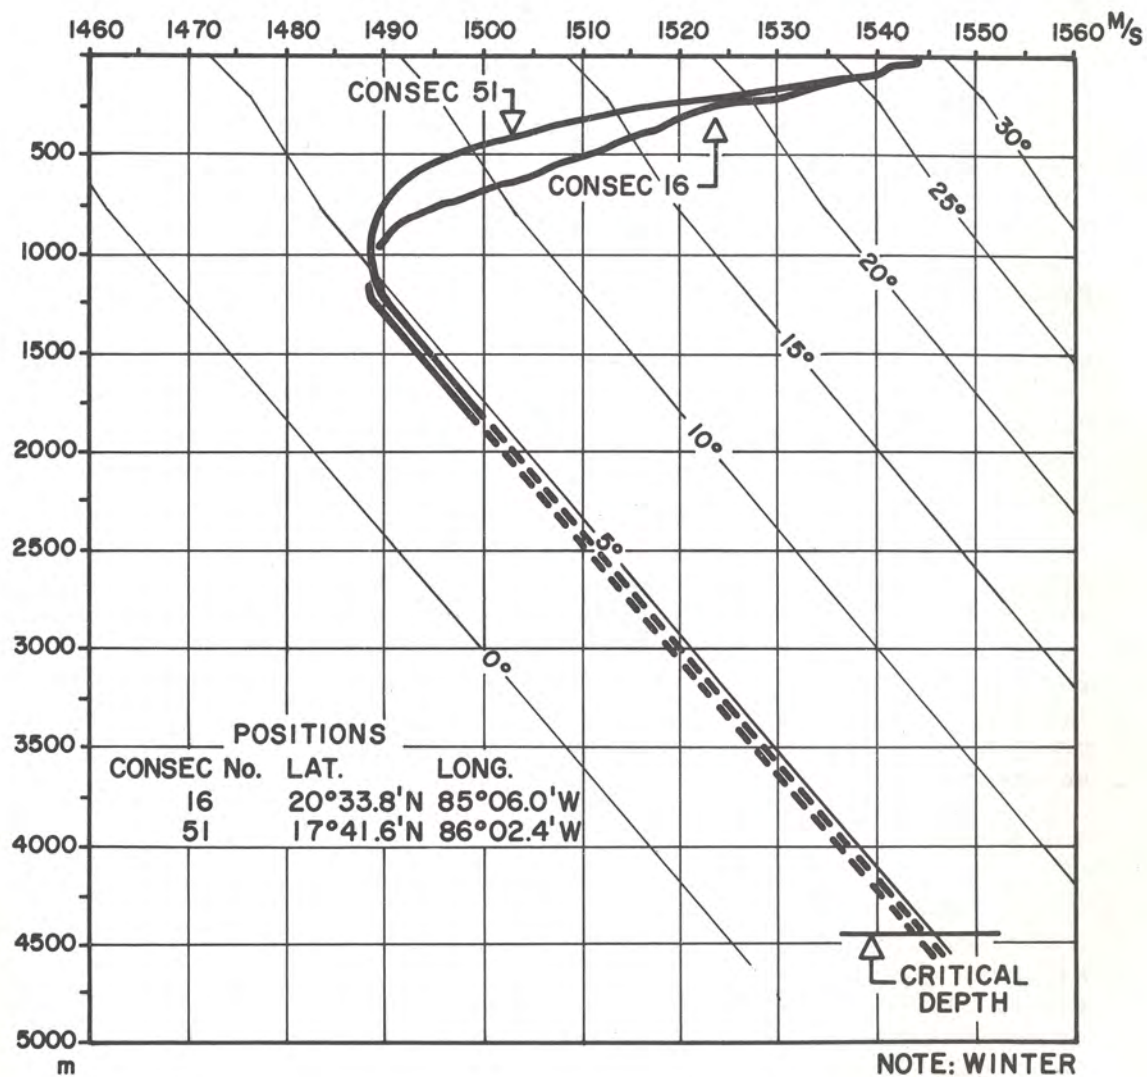 1460 1470 1480 1490 1500 1510 1520 1530 1540 1550 1560 M/S
CONSEC 51
30°
500
CONSEC 16
25°
1000
20°
1500
15°
2000
10°
2500
5°
3000
0°
3500
POSITIONS
CONSEC No. LAT. LONG.
16 20°33.8'N 85°06.0'W
51 17°41.6'N 86°02.4'W
4000
4500
CRITICAL
DEPTH
5000
m
NOTE: WINTER